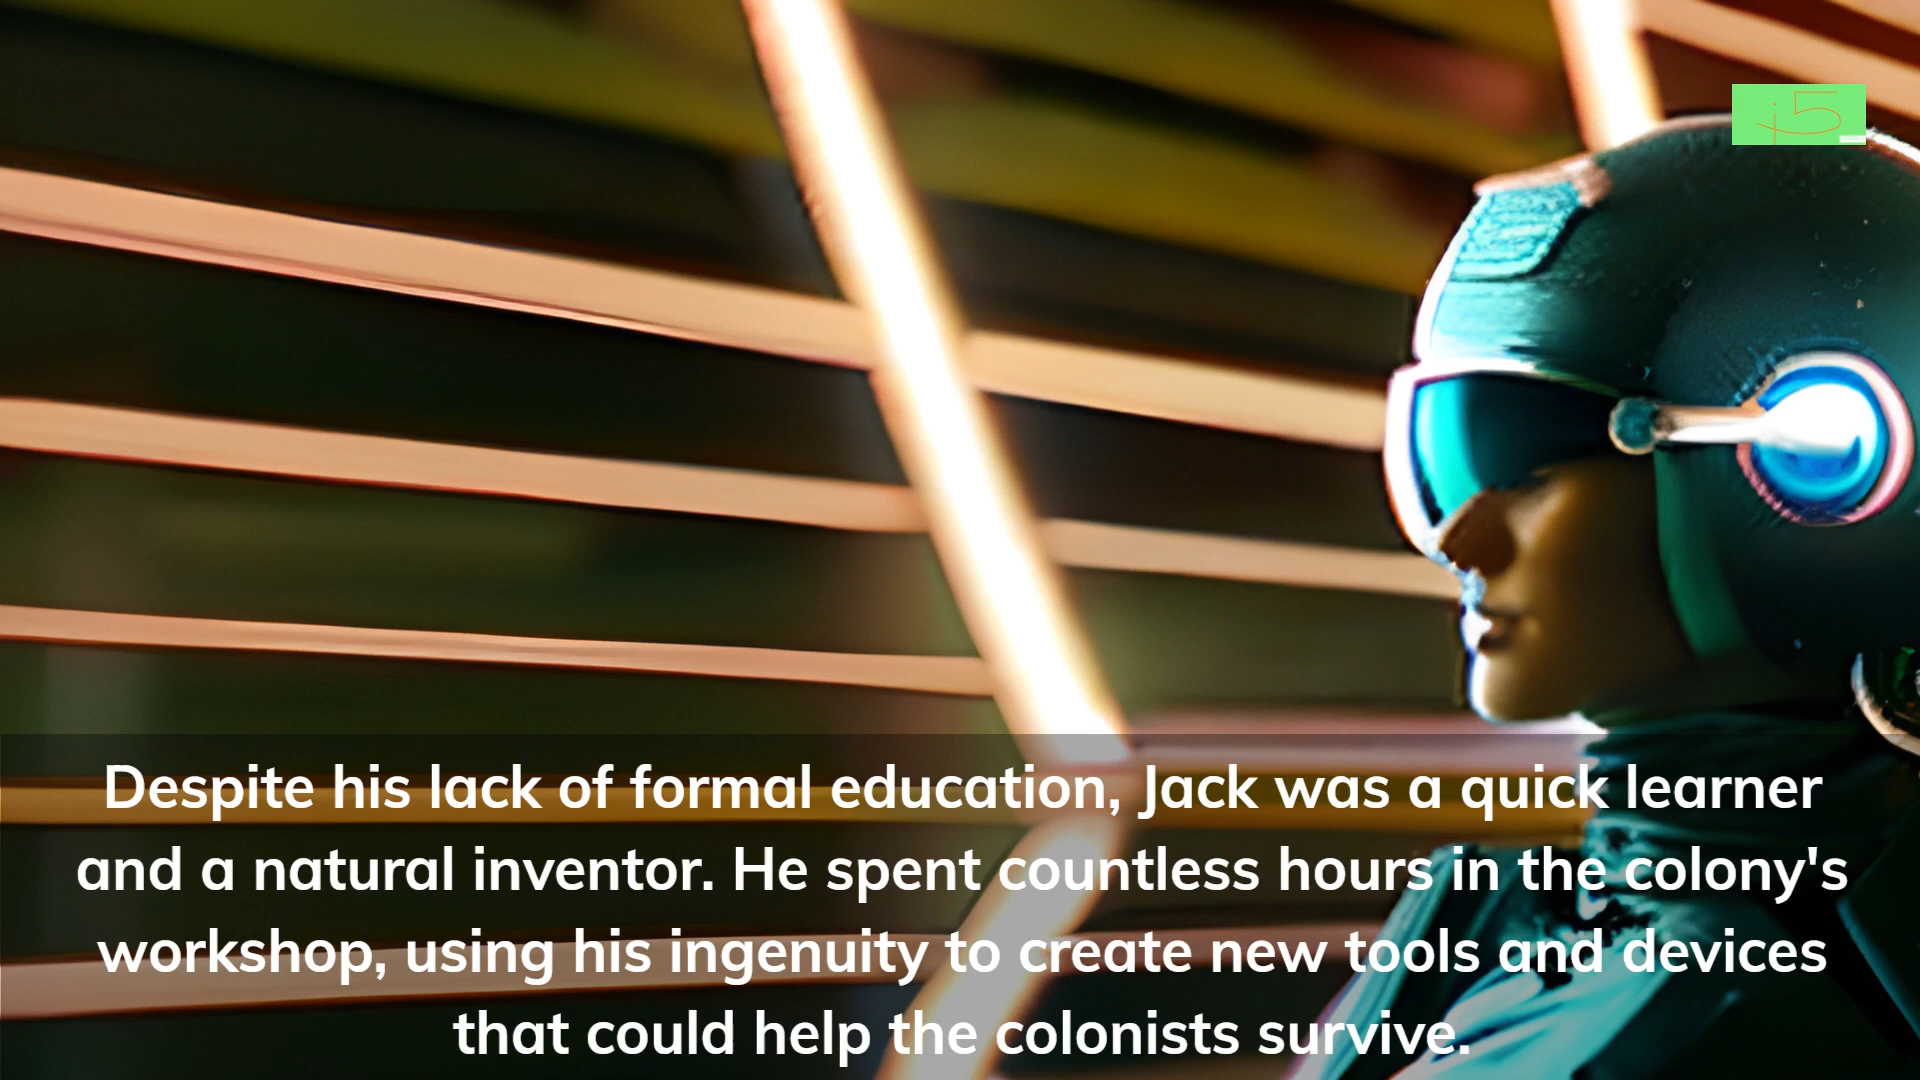 i5
Despite his lack of formal education, Jack was a quick learner
and a natural inventor. He spent countless hours in the colony's
workshop, using his ingenuity to create new tools and devices
that could help the colonists survive.